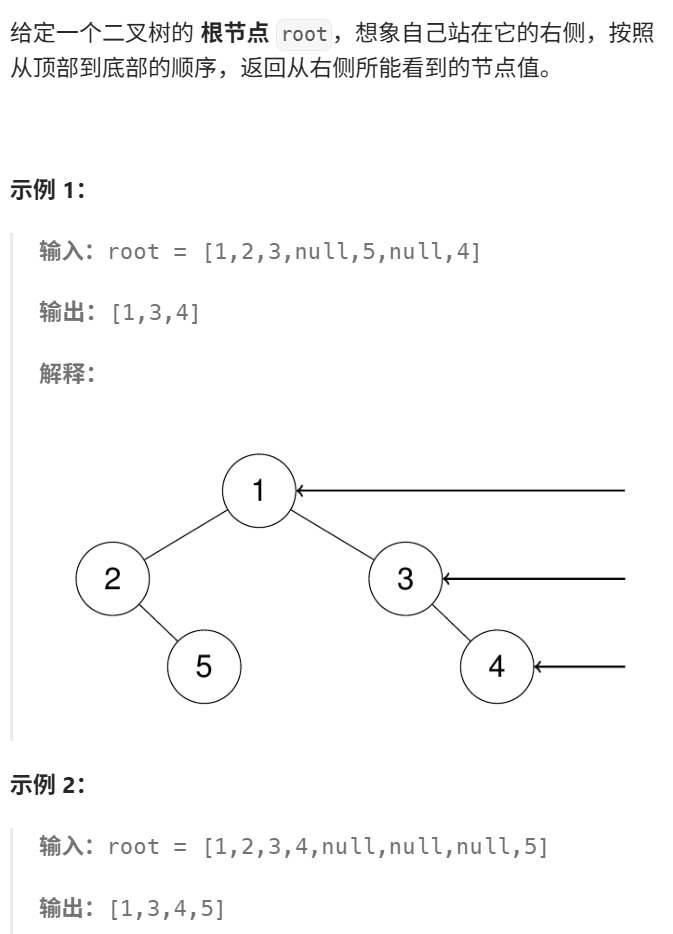 给定一个二叉树的 根节点 root，想象自己站在它的右侧，按照
从顶部到底部的顺序，返回从右侧所能看到的节点值。
示例 1：
输入：root = [1,2,3,null,5,null,4]
输出：[1,3,4]
解释：
1
2
3
5
4
示例 2：
输入：root = [1,2,3,4,null,null,null,5]
输出：[1,3,4,5]